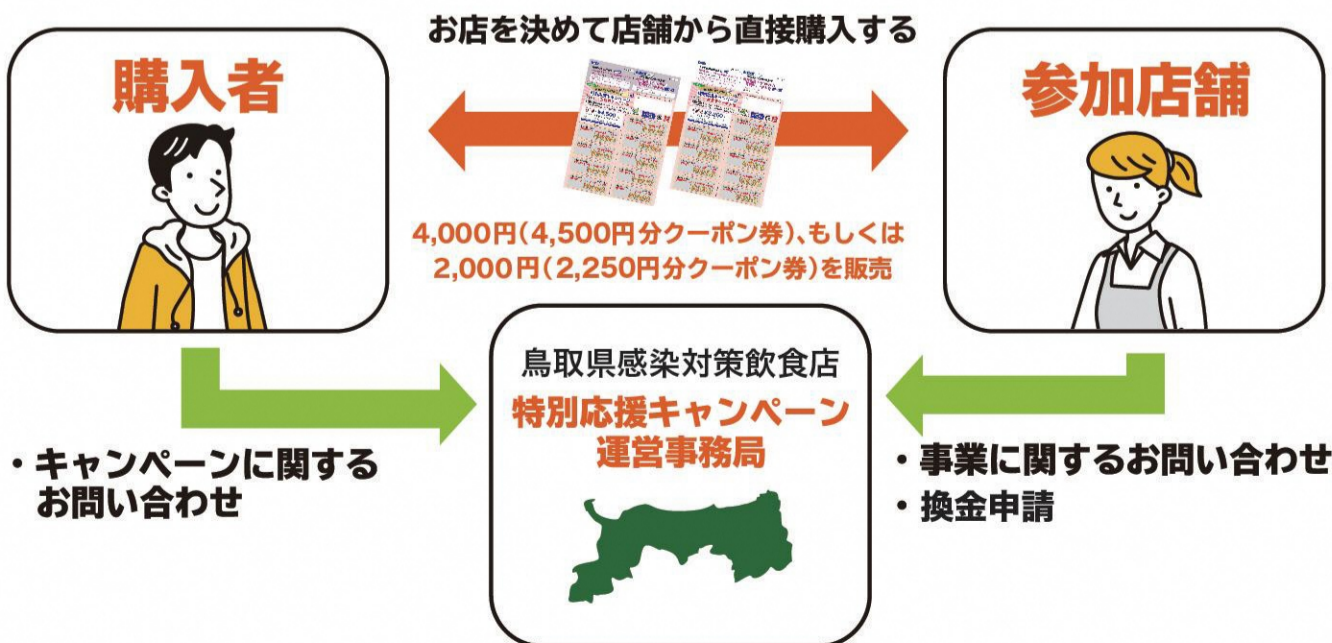 お店を決めて店舗から直接購入する
購入者
参加店舗
4,000円(4,500円分クーポン券)、もしくは
2,000円(2,250円分クーポン券)を販売
鳥取県感染対策飲食店
特別応援キャンペーン
運営事務局
・キャンペーンに関する
お問い合わせ
・事業に関するお問い合わせ
・換金申請